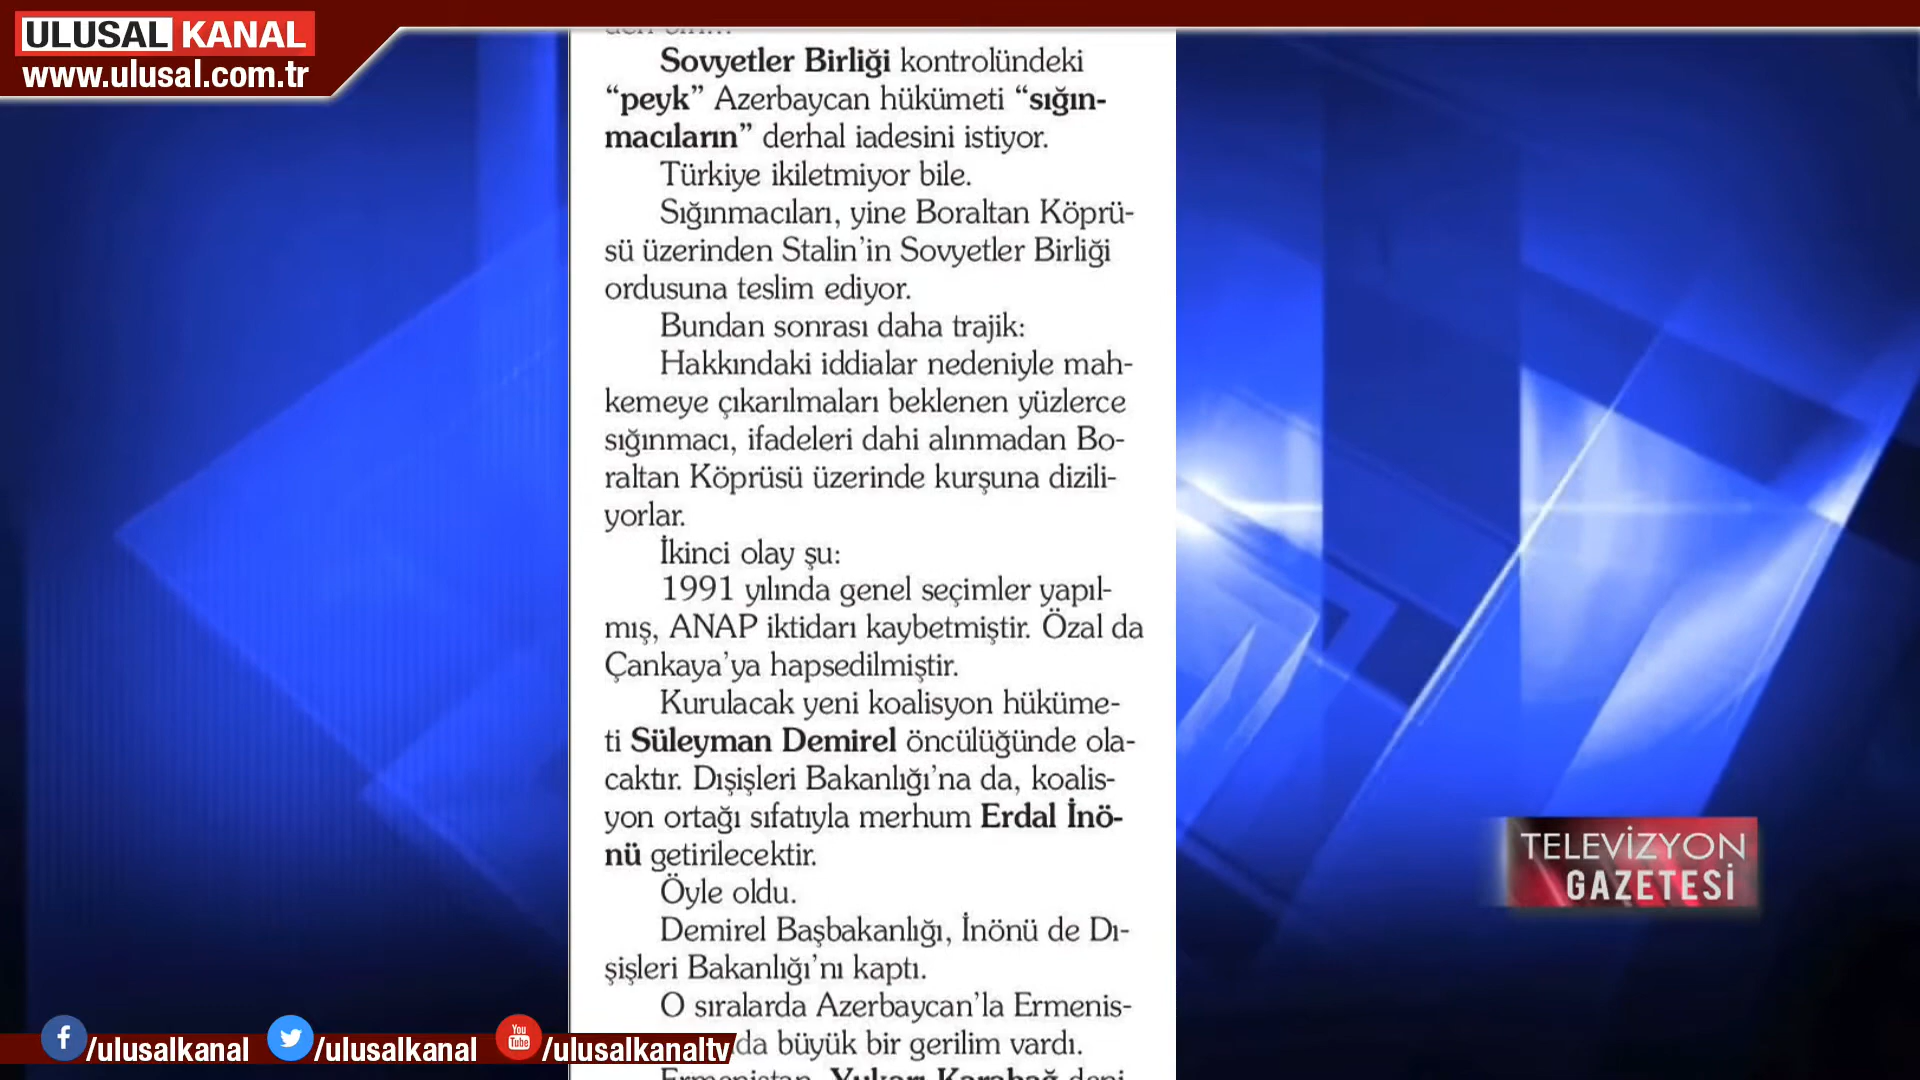 ULUSAL KANAL
www.ulusal.com.tr
Sovyetler Birliği kontrolündeki
“peyk” Azerbaycan hükümeti “sığın-
macıların” derhal iadesini istiyor.
Türkiye ikiletmiyor bile.
Sığınmacıları, yine Boraltan Köprü-
sü üzerinden Stalin’in Sovyetler Birliği
ordusuna teslim ediyor.
Bundan sonrası daha trajik:
Hakkındaki iddialar nedeniyle mah-
kemeye çıkarılmaları beklenen yüzlerce
sığınmacı, ifadeleri dahi alınmadan Bo-
raltan Köprüsü üzerinde kurşuna dizili-
yorlar.
İkinci olay şu:
1991 yılında genel seçimler yapıl-
mış, ANAP iktidarı kaybetmiştir. Özal da
Çankaya’ya hapsedilmiştir.
Kurulacak yeni koalisyon hüküme-
ti Süleyman Demirel öncülüğünde ola-
caktır. Dışişleri Bakanlığı’na da, koalis-
yon ortağı sıfatıyla merhum Erdal İnö-
nü getirilecektir.
Öyle oldu.
Demirel Başbakanlığı, İnönü de Dı-
şişleri Bakanlığı’nı kaptı.
O sıralarda Azerbaycan’la Ermenis-
da büyük bir gerilim vardı.
Ermenistan, Yukarı Karabağ deni-
TELEVİZYON
GAZETESİ
f /ulusalkanal /ulusalkanal You Tube /ulusalkanaltv